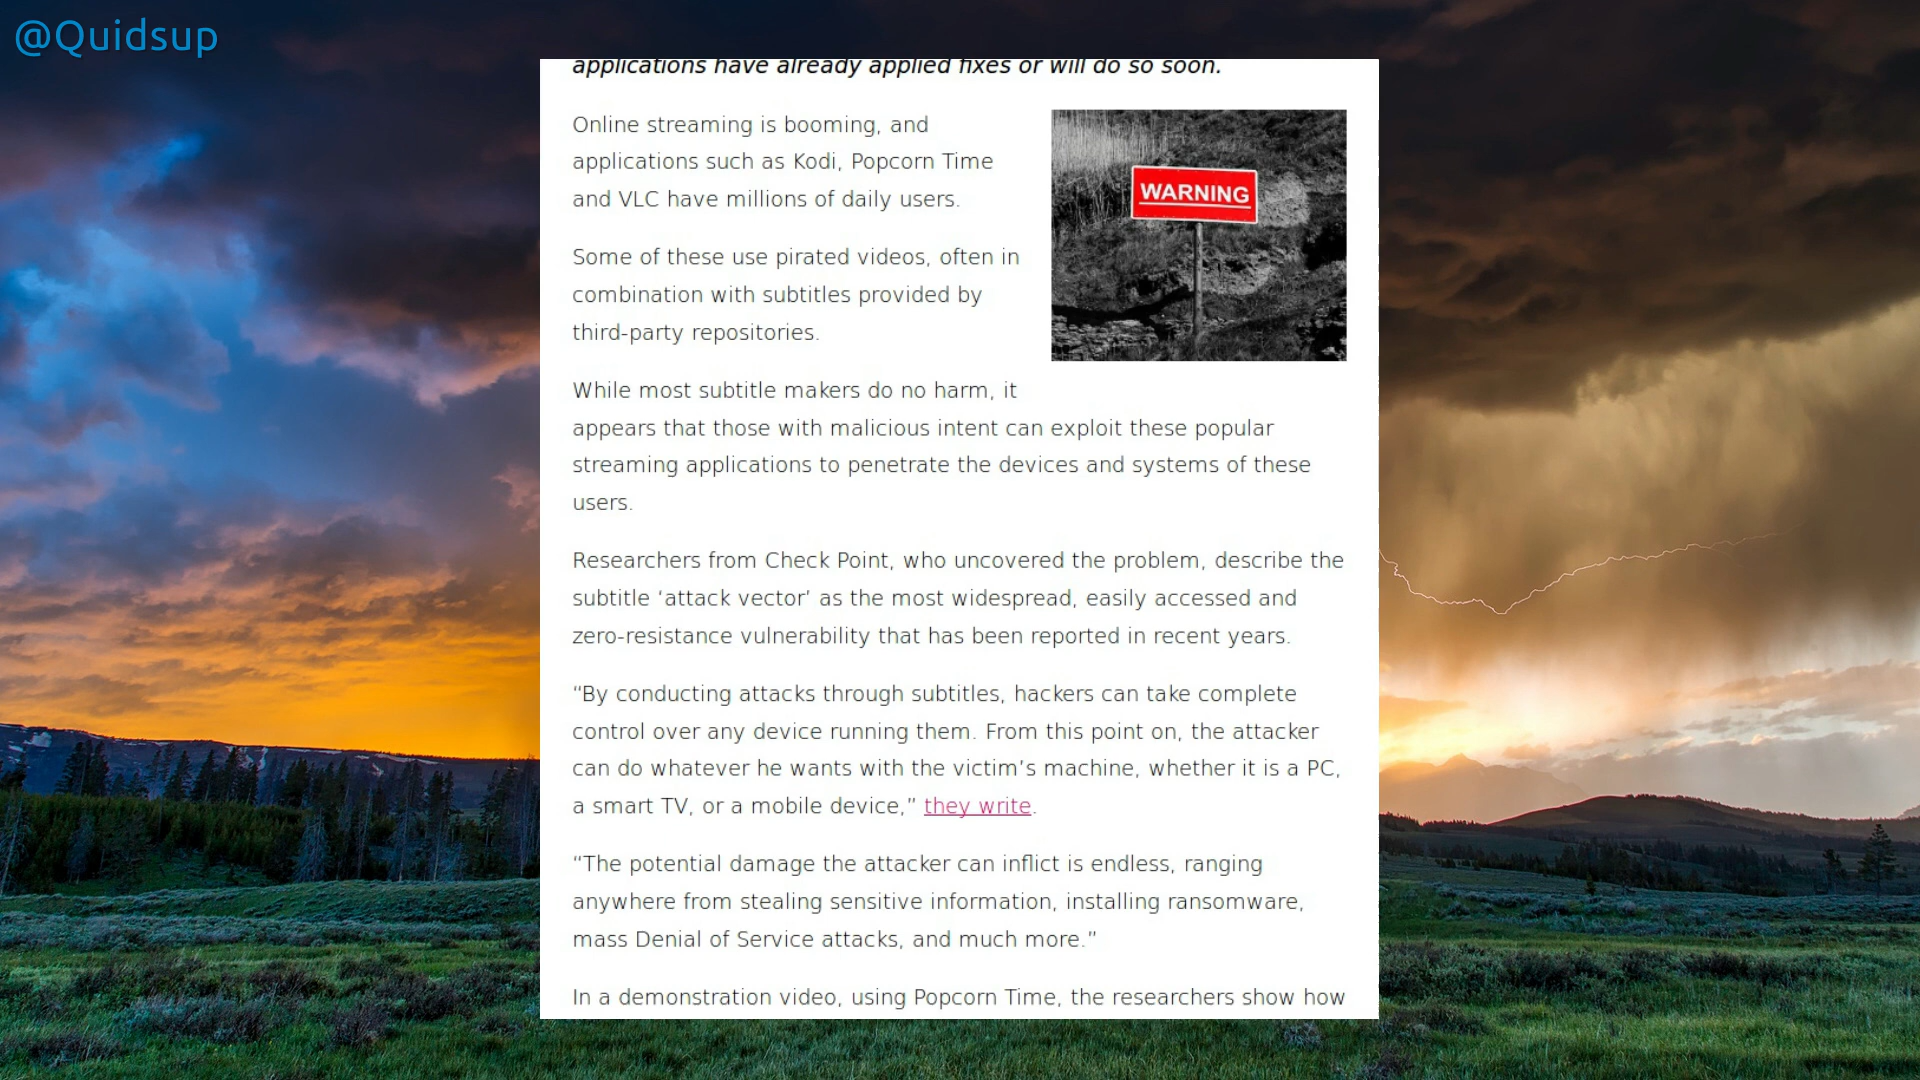 @Quidsup
applications have already applied fixes or will do so soon.
Online streaming is booming, and
applications such as Kodi, Popcorn Time
and VLC have millions of daily users.
WARNING
Some of these use pirated videos, often in
combination with subtitles provided by
third-party repositories.
While most subtitle makers do no harm, it
appears that those with malicious intent can exploit these popular
streaming applications to penetrate the devices and systems of these
users.
Researchers from Check Point, who uncovered the problem, describe the
subtitle ‘attack vector’ as the most widespread, easily accessed and
zero-resistance vulnerability that has been reported in recent years.
“By conducting attacks through subtitles, hackers can take complete
control over any device running them. From this point on, the attacker
can do whatever he wants with the victim’s machine, whether it is a PC,
a smart TV, or a mobile device,” they write.
“The potential damage the attacker can inflict is endless, ranging
anywhere from stealing sensitive information, installing ransomware,
mass Denial of Service attacks, and much more.”
In a demonstration video, using Popcorn Time, the researchers show how